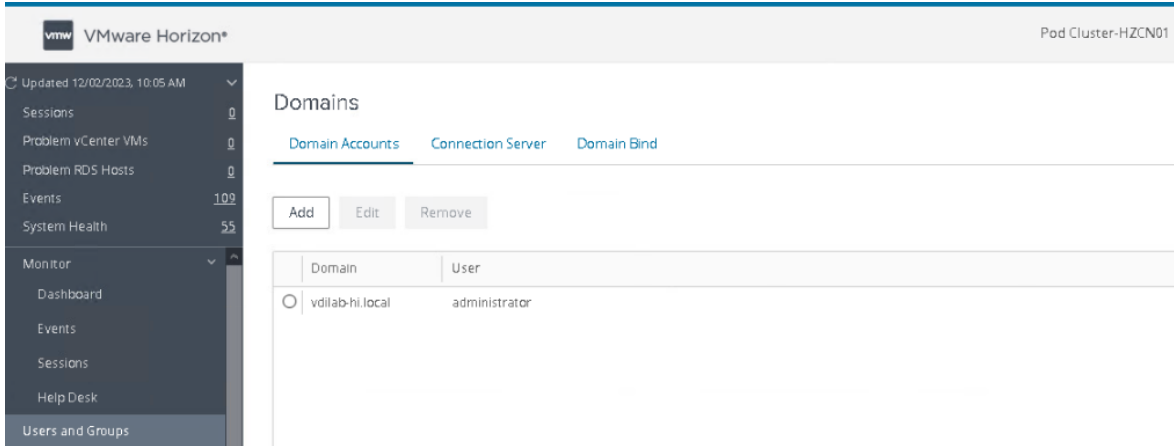 vmw VMware Horizon®
Pod Cluster-HZCN01
Updated 12/02/2023, 10:05 AM
Sessions 0
Problem vCenter VMs 0
Problem RDS Hosts 0
Events 109
System Health 55
Monitor
Dashboard
Events
Sessions
Help Desk
Users and Groups
Domains
Domain Accounts Connection Server Domain Bind
Add Edit Remove
Domain User
vdilab-hi.local administrator